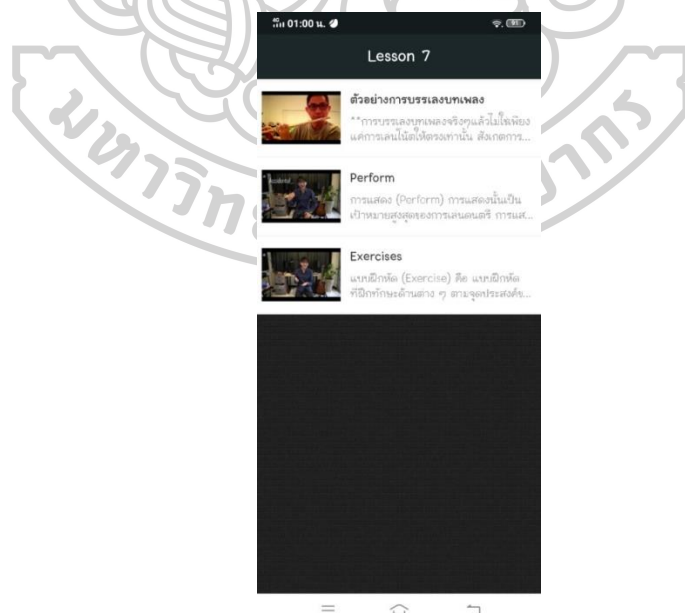 01:00 น.
91
Lesson 7
ตัวอย่างการบรรเลงบทเพลง
**การบรรเลงบทเพลงจริงๆแล้วไม่ใช่เพียง
แค่การเล่นโน้ตให้ตรงเท่านั้น สังเกตการ...
Perform
การแสดง (Perform) การแสดงนั้นเป็น
เป้าหมายสูงสุดของการเล่นดนตรี การแส...
Exercises
แบบฝึกหัด (Exercise) คือ แบบฝึกหัด
ที่ฝึกทักษะด้านต่าง ๆ ตามจุดประสงค์ข...